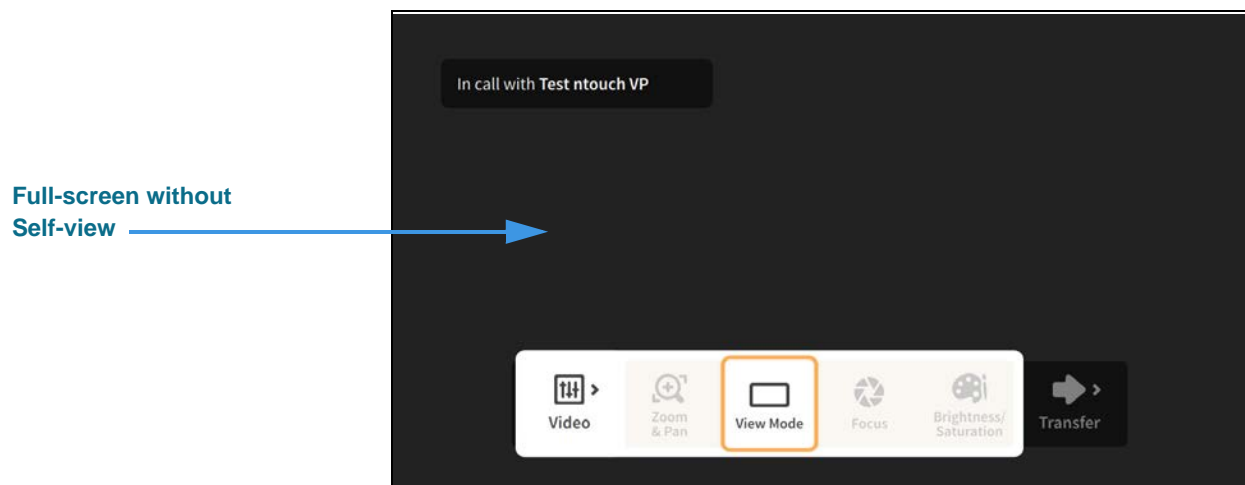 In call with Test ntouch VP
Full-screen without
Self-view
Video
Zoom
& Pan
View Mode
Focus
Brightness/
Saturation
Transfer